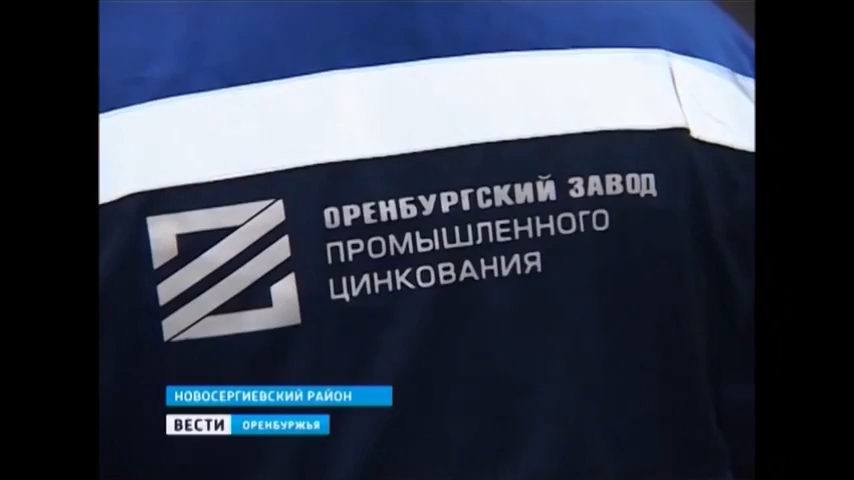 ОРЕНБУРГСКИЙ ЗАВОД
ПРОМЫШЛЕННОГО
ЦИНКОВАНИЯ
НОВОСЕРГИЕВСКИЙ РАЙОН
ВЕСТИ ОРЕНБУРЖЬЯ